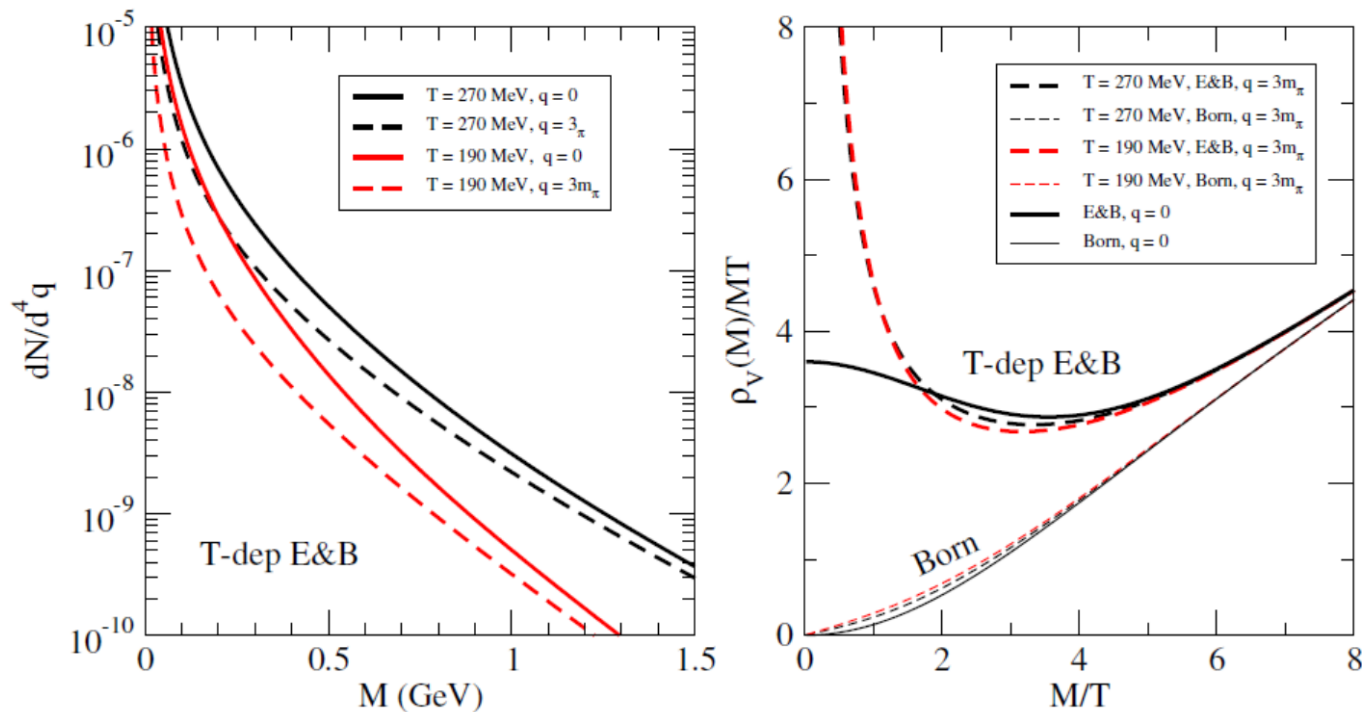 10^-5
10^-6
10^-7
10^-8
10^-9
10^-10
dN/d^4 q
T = 270 MeV, q = 0
T = 270 MeV, q = 3_π
T = 190 MeV, q = 0
T = 190 MeV, q = 3m_π
T-dep E&B
0
0.5
1
1.5
M (GeV)
8
6
4
2
0
ρ_V(M)/MT
T = 270 MeV, E&B, q = 3m_π
T = 270 MeV, Born, q = 3m_π
T = 190 MeV, E&B, q = 3m_π
T = 190 MeV, Born, q = 3m_π
E&B, q = 0
Born, q = 0
T-dep E&B
Born
0
2
4
6
8
M/T